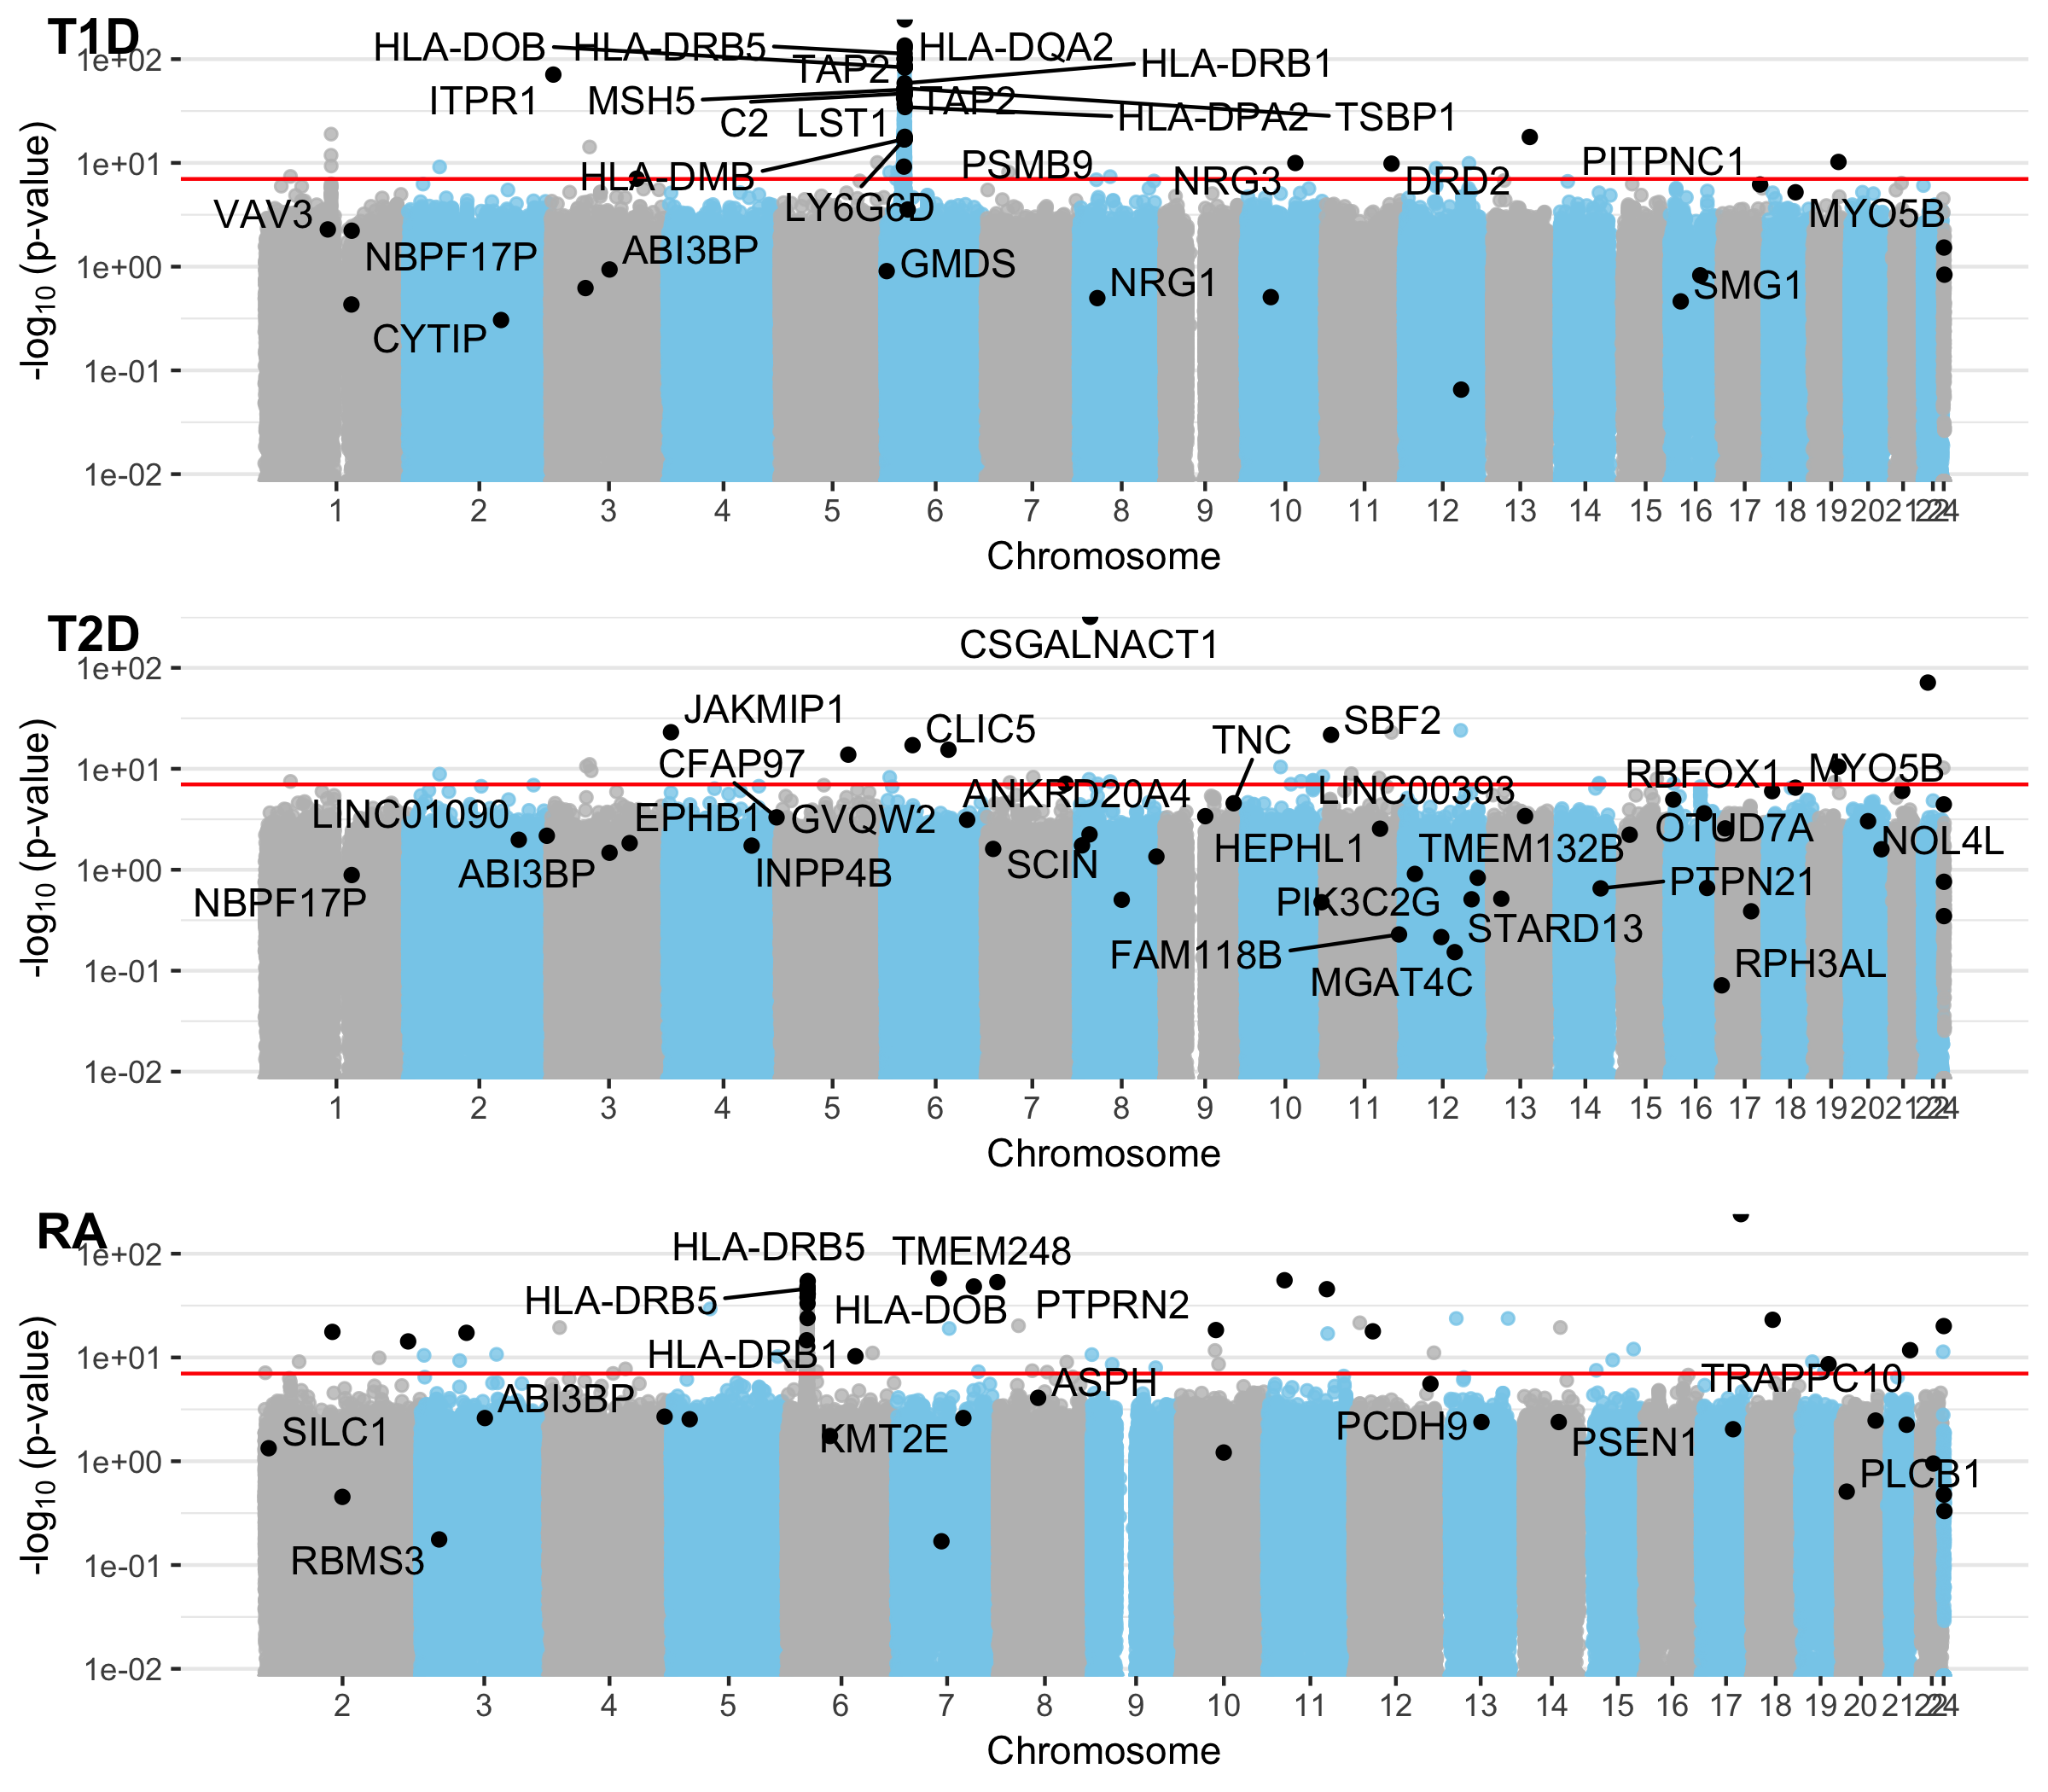 T1D
HLA-DOB HLA-DRB5 HLA-DQA2
1e+02 TAP2 HLA-DRB1
ITPR1 MSH5 TAP2
C2 LST1 HLA-DPA2 TSBP1
1e+01 HLA-DMB PSMB9 NRG3 DRD2 PITPNC1
VAV3 LY6G6D MYO5B
NBPF17P ABI3BP GMDS
1e+00 NRG1 SMG1
CYTIP
1e-01
1e-02
-log10 (p-value)
1 2 3 4 5 6 7 8 9 10 11 12 13 14 15 16 17 18 19 20 21 22 24
Chromosome
T2D
CSGALNACT1
1e+02
JAKMIP1 CLIC5 SBF2
CFAP97 TNC
1e+01 RBFOX1 MYO5B
LINC01090 EPHB1 GVQW2 ANKRD20A4 LINC00393
HEPHL1 TMEM132B OTUD7A NOL4L
1e+00 ABI3BP INPP4B SCIN
NBPF17P PIK3C2G PTPN21
FAM118B STARD13
1e-01 MGAT4C RPH3AL
1e-02
-log10 (p-value)
1 2 3 4 5 6 7 8 9 10 11 12 13 14 15 16 17 18 19 20 21 22 24
Chromosome
RA
HLA-DRB5 TMEM248
1e+02
HLA-DRB5 HLA-DOB PTPRN2
1e+01 HLA-DRB1
ABI3BP ASPH TRAPPC10
SILC1 KMT2E PCDH9 PSEN1
1e+00 PLCB1
RBMS3
1e-01
1e-02
-log10 (p-value)
2 3 4 5 6 7 8 9 10 11 12 13 14 15 16 17 18 19 20 21 22 24
Chromosome